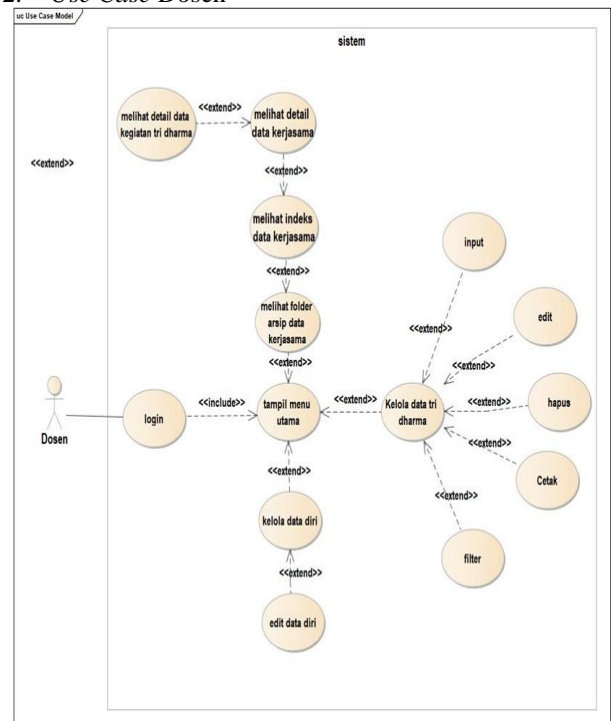 2. Use Case Dosen
uc Use Case Model
sistem
melihat detail data
kegiatan tri dharma
<<extend>>
melihat detail
data kerjasama
<<extend>>
<<extend>>
melihat indeks
data kerjasama
input
<<extend>>
melihat folder
arsip data
kerjasama
<<extend>>
edit
<<extend>>
<<extend>>
Dosen
login
<<include>>
tampil menu
utama
<<extend>>
Kelola data tri
dharma
<<extend>>
hapus
<<extend>>
Cetak
<<extend>>
kelola data diri
<<extend>>
filter
<<extend>>
edit data diri